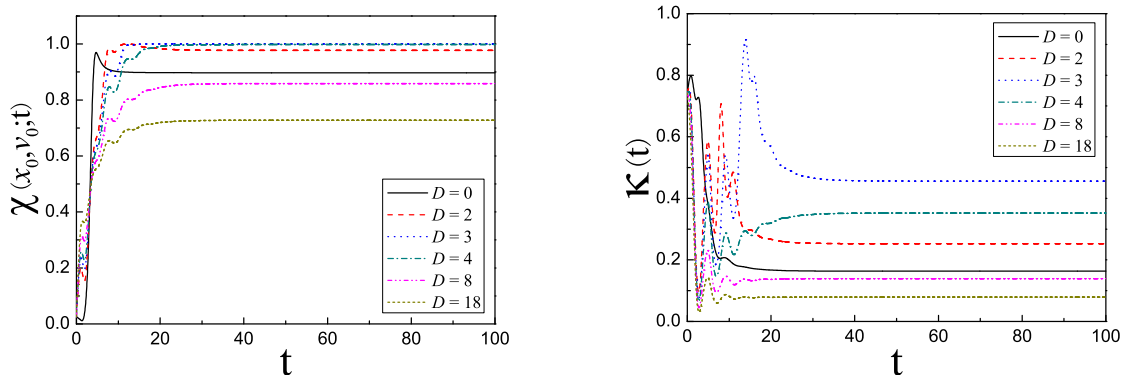 1.0
0.8
0.6
0.4
0.2
0.0
χ(x₀,v₀;t)
D = 0
D = 2
D = 3
D = 4
D = 8
D = 18
0 20 40 60 80 100
t
1.0
0.8
0.6
0.4
0.2
0.0
κ(t)
D = 0
D = 2
D = 3
D = 4
D = 8
D = 18
0 20 40 60 80 100
t